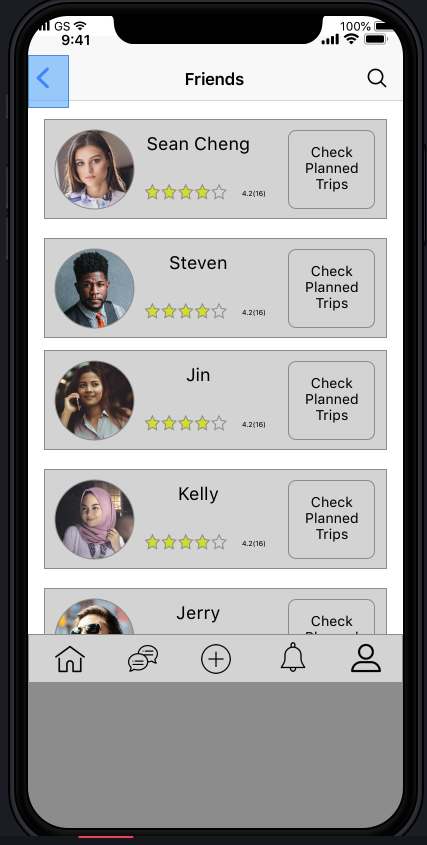 GS 100%
9:41
Friends
Sean Cheng
4.2(16)
Check
Planned
Trips
Steven
4.2(16)
Check
Planned
Trips
Jin
4.2(16)
Check
Planned
Trips
Kelly
4.2(16)
Check
Planned
Trips
Jerry
Check